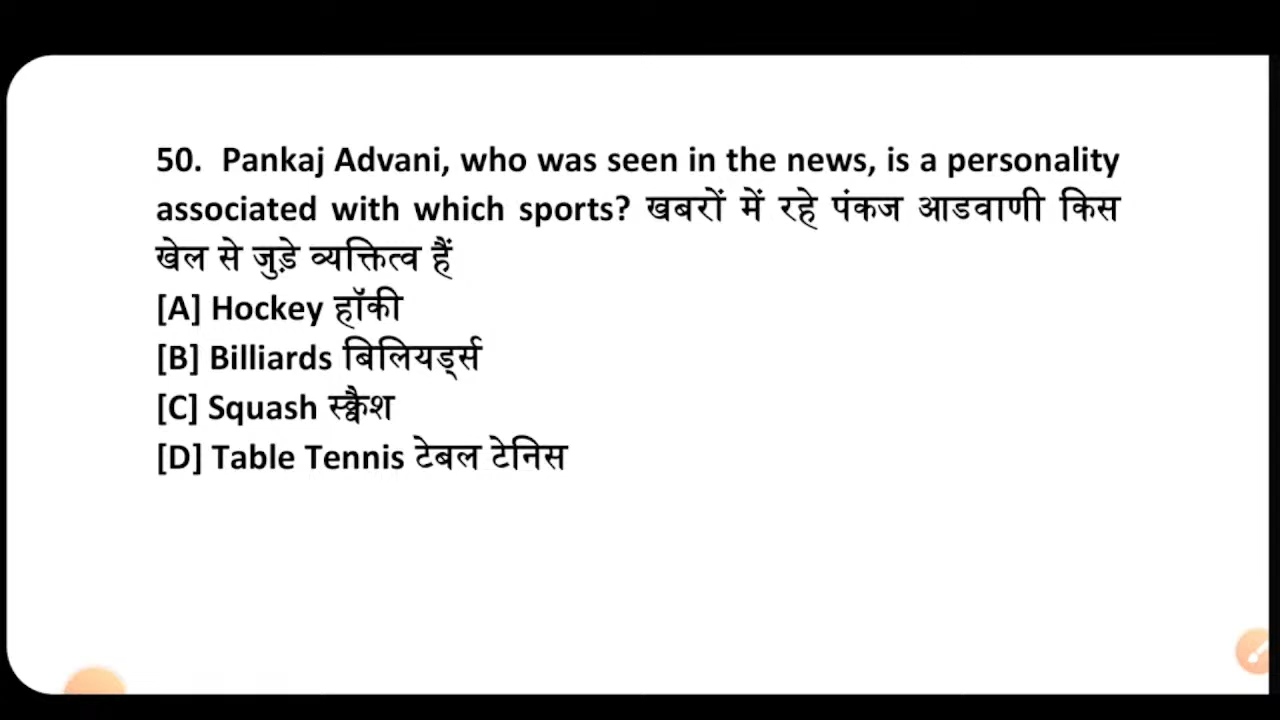 50. Pankaj Advani, who was seen in the news, is a personality
associated with which sports? खबरों में रहे पंकज आडवाणी किस
खेल से जुड़े व्यक्तित्व हैं
[A] Hockey हॉकी
[B] Billiards बिलियर्ड्स
[C] Squash स्क्वैश
[D] Table Tennis टेबल टेनिस